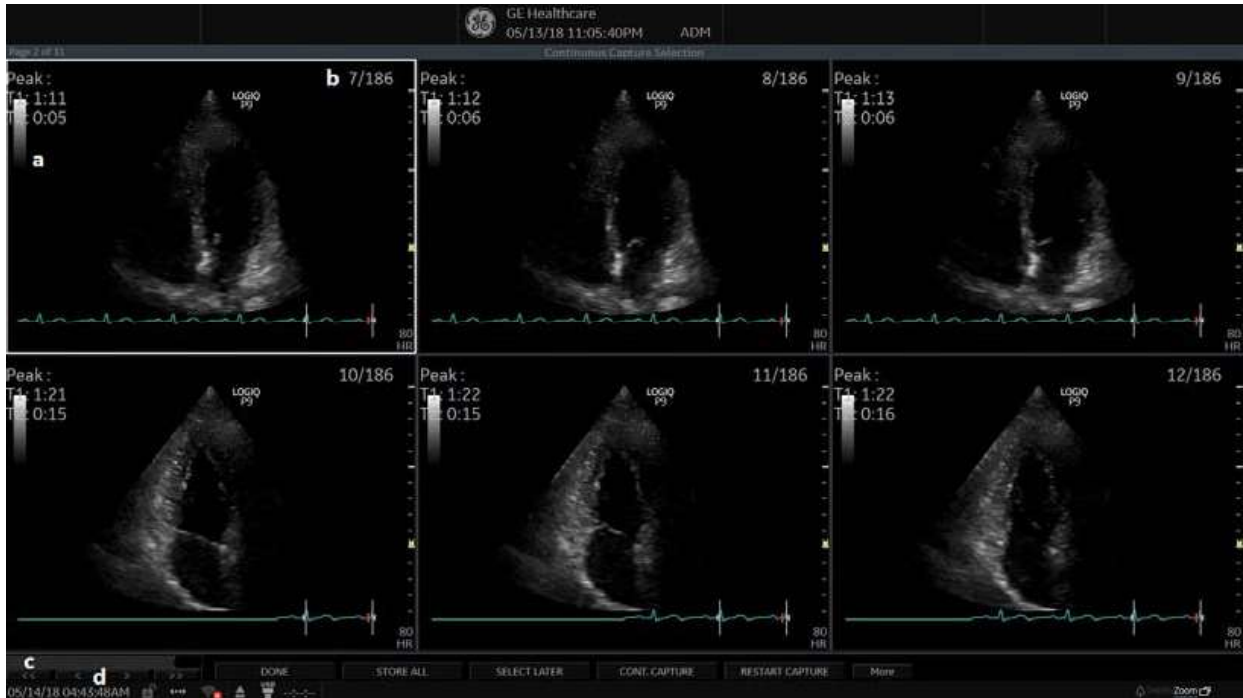 GE Healthcare
05/13/18 11:05:40PM ADM
Page 2 of 31 Continuous Capture Selection
Peak : b 7/186
T1: 1:11
0:05
LOGIQ
P9
a
80
HR
Peak : 8/186
T1: 1:12
0:06
LOGIQ
P9
80
HR
Peak : 9/186
T1: 1:13
0:06
LOGIQ
P9
80
HR
Peak : 10/186
T1: 1:21
0:15
LOGIQ
P9
80
HR
Peak : 11/186
T1: 1:22
0:15
LOGIQ
P9
80
HR
Peak : 12/186
T1: 1:22
0:16
LOGIQ
P9
80
HR
c
<< < d > >>
DONE STORE ALL SELECT LATER CONT. CAPTURE RESTART CAPTURE More
05/14/18 04:43:48AM USB --:--:-- Zoom